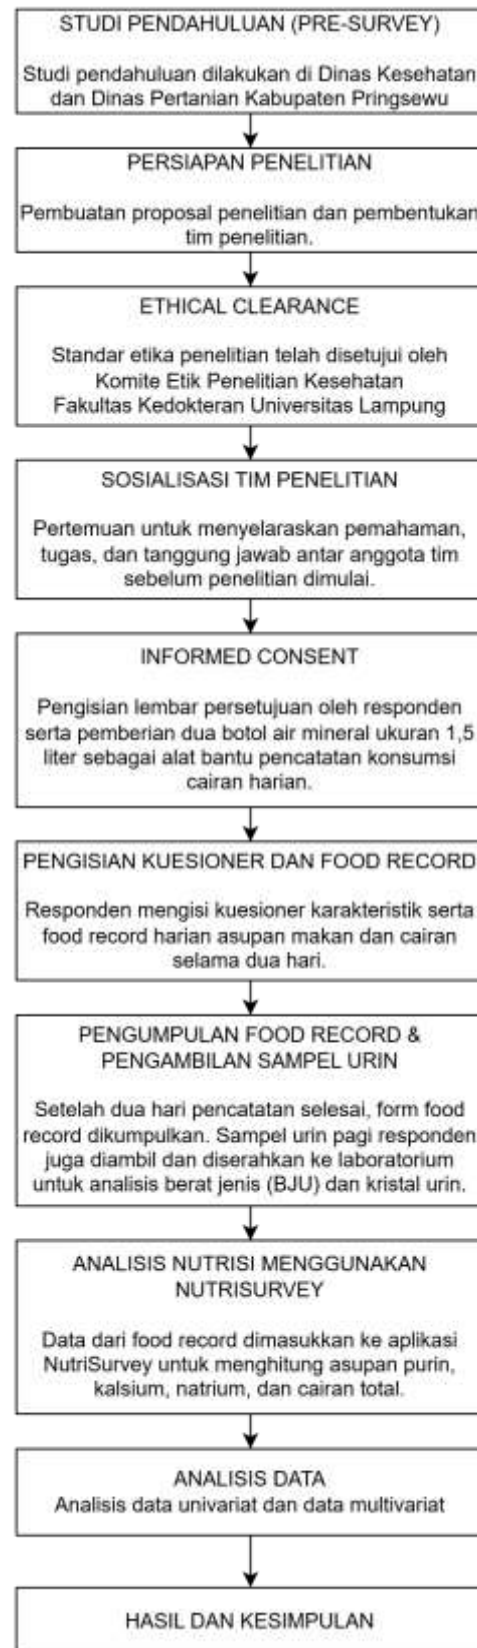 STUDI PENDAHULUAN (PRE-SURVEY)
Studi pendahuluan dilakukan di Dinas Kesehatan
dan Dinas Pertanian Kabupaten Pringsewu
PERSIAPAN PENELITIAN
Pembuatan proposal penelitian dan pembentukan
tim penelitian.
ETHICAL CLEARANCE
Standar etika penelitian telah disetujui oleh
Komite Etik Penelitian Kesehatan
Fakultas Kedokteran Universitas Lampung
SOSIALISASI TIM PENELITIAN
Pertemuan untuk menyelaraskan pemahaman,
tugas, dan tanggung jawab antar anggota tim
sebelum penelitian dimulai.
INFORMED CONSENT
Pengisian lembar persetujuan oleh responden
serta pemberian dua botol air mineral ukuran 1,5
liter sebagai alat bantu pencatatan konsumsi
cairan harian.
PENGISIAN KUESIONER DAN FOOD RECORD
Responden mengisi kuesioner karakteristik serta
food record harian asupan makan dan cairan
selama dua hari.
PENGUMPULAN FOOD RECORD &
PENGAMBILAN SAMPEL URIN
Setelah dua hari pencatatan selesai, form food
record dikumpulkan. Sampel urin pagi responden
juga diambil dan diserahkan ke laboratorium
untuk analisis berat jenis (BJU) dan kristal urin.
ANALISIS NUTRISI MENGGUNAKAN
NUTRISURVEY
Data dari food record dimasukkan ke aplikasi
NutriSurvey untuk menghitung asupan purin,
kalsium, natrium, dan cairan total.
ANALISIS DATA
Analisis data univariat dan data multivariat
HASIL DAN KESIMPULAN